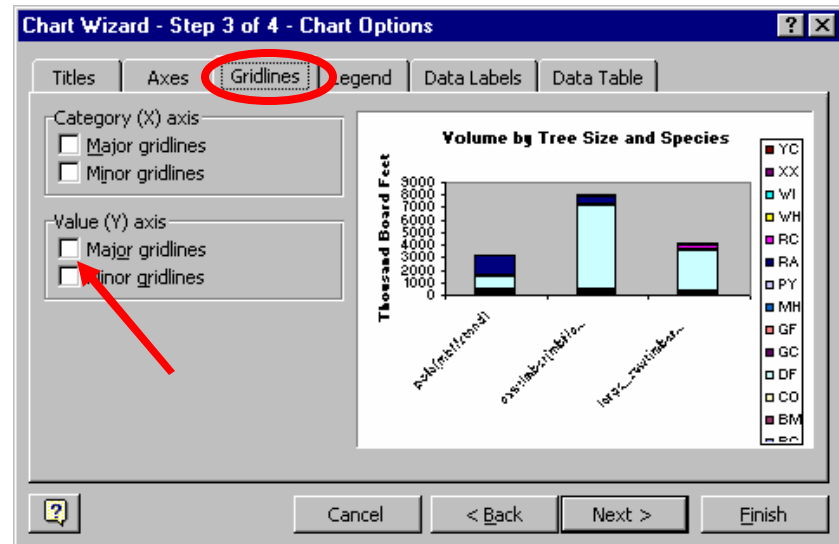 Chart Wizard - Step 3 of 4 - Chart Options
Titles Axes Gridlines Legend Data Labels Data Table
Category (X) axis
Major gridlines
Minor gridlines
Value (Y) axis
Major gridlines
Minor gridlines
Volume by Tree Size and Species
Thousand Board Feet
9000
8000
7000
6000
5000
4000
3000
2000
1000
0
YC
XX
WI
WH
RC
RA
PY
MH
GF
GC
DF
CO
BM
Cancel < Back Next > Finish